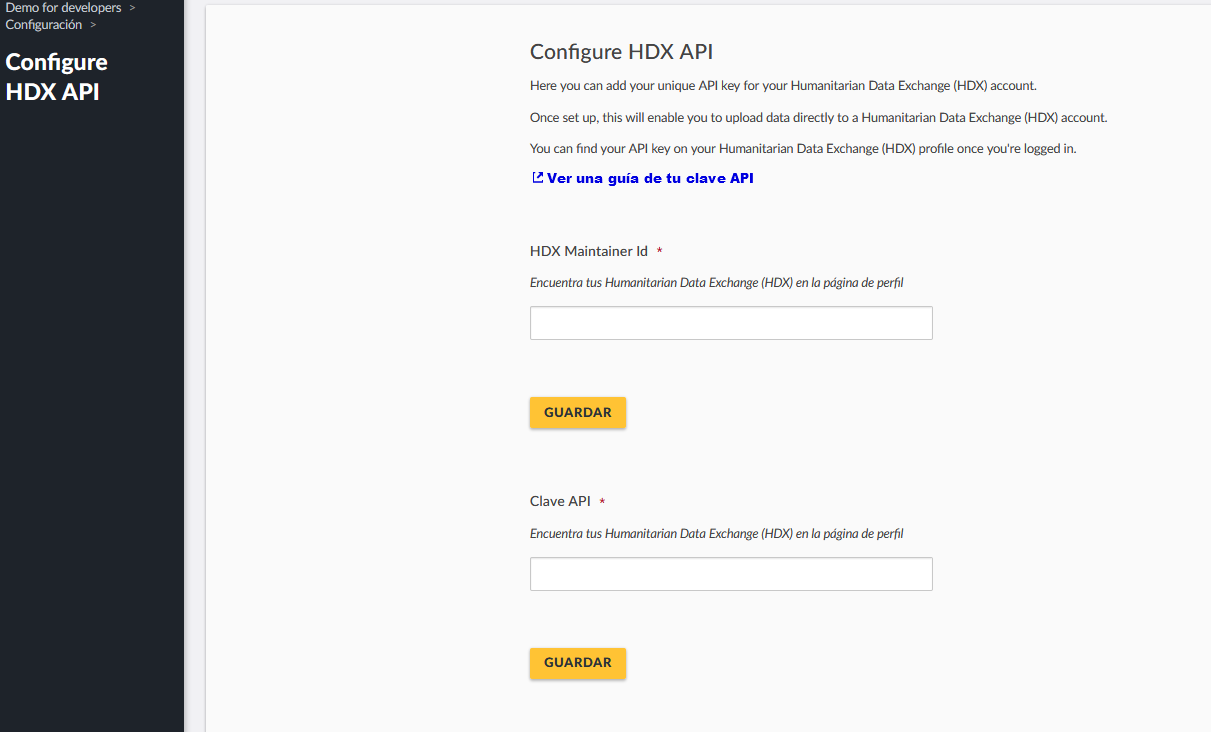 Demo for developers >
Configuración >
Configure
HDX API
Configure HDX API
Here you can add your unique API key for your Humanitarian Data Exchange (HDX) account.
Once set up, this will enable you to upload data directly to a Humanitarian Data Exchange (HDX) account.
You can find your API key on your Humanitarian Data Exchange (HDX) profile once you're logged in.
Ver una guía de tu clave API
HDX Maintainer Id *
Encuentra tus Humanitarian Data Exchange (HDX) en la página de perfil
GUARDAR
Clave API *
Encuentra tus Humanitarian Data Exchange (HDX) en la página de perfil
GUARDAR